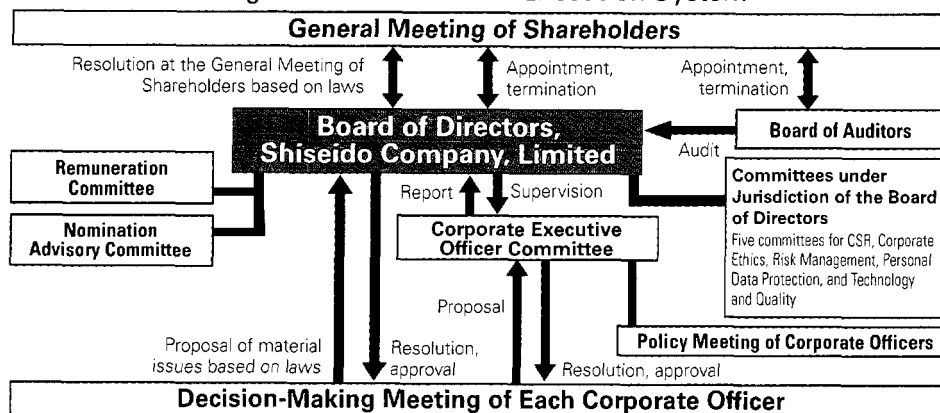 System
General Meeting of Shareholders
Resolution at the General Meeting of
Shareholders based on laws
Appointment,
termination
Appointment,
termination
Board of Directors,
Shiseido Company, Limited
Board of Auditors
Audit
Remuneration
Committee
Nomination
Advisory Committee
Report
Supervision
Corporate Executive
Officer Committee
Committees under
Jurisdiction of the Board
of Directors
Five committees for CSR, Corporate
Ethics, Risk Management, Personal
Data Protection, and Technology
and Quality
Proposal
Policy Meeting of Corporate Officers
Proposal of material
issues based on laws
Resolution,
approval
Resolution, approval
Decision-Making Meeting of Each Corporate Officer